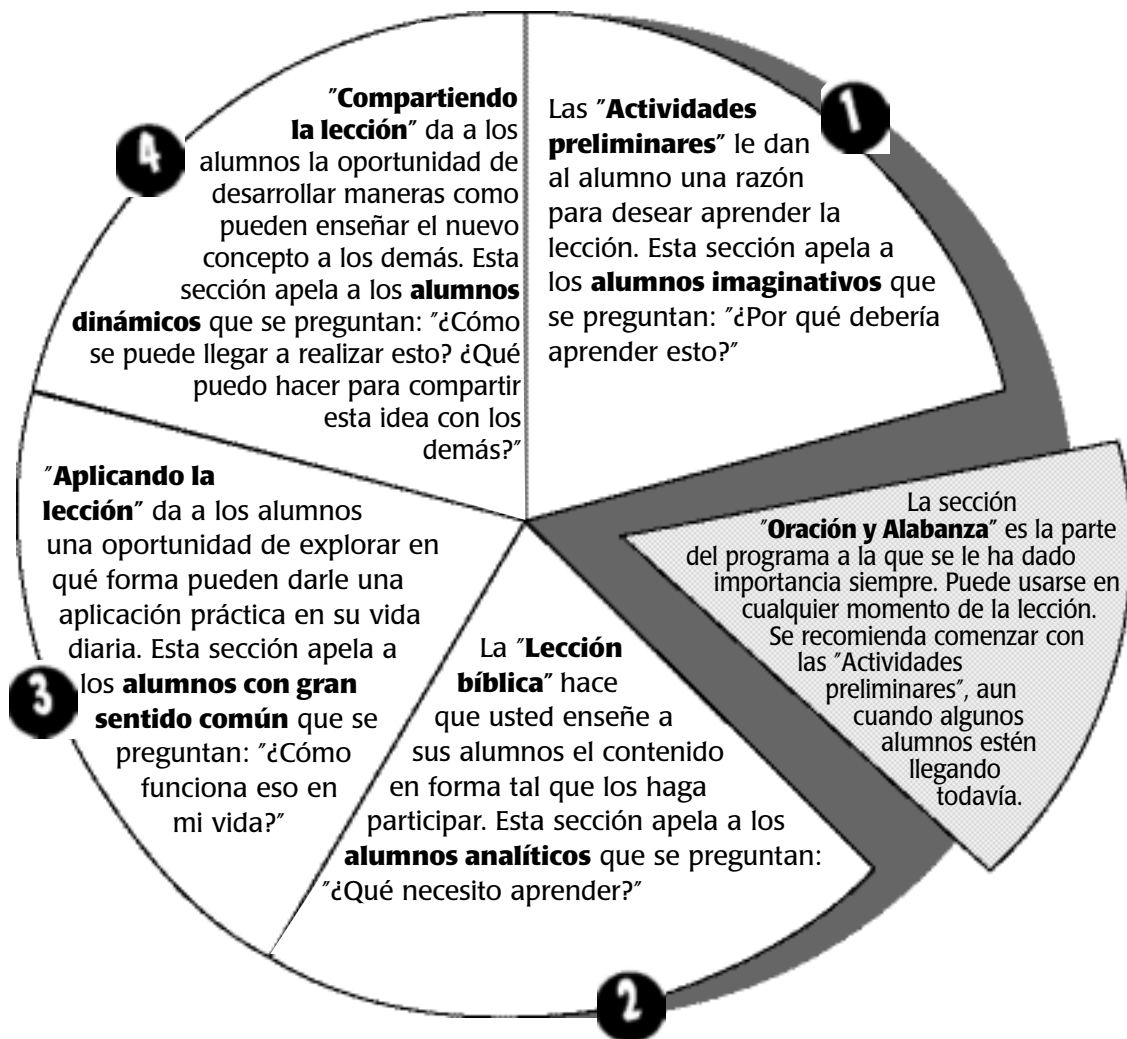 1
Las "Actividades
preliminares" le dan
al alumno una razón
para desear aprender la
lección. Esta sección apela a
los alumnos imaginativos que
se preguntan: "¿Por qué debería
aprender esto?"
La sección
"Oración y Alabanza" es la parte
del programa a la que se le ha dado
importancia siempre. Puede usarse en
cualquier momento de la lección.
Se recomienda comenzar con
las "Actividades
preliminares", aun
cuando algunos
alumnos estén
llegando
todavía.
2
La "Lección
bíblica" hace
que usted enseñe a
sus alumnos el contenido
en forma tal que los haga
participar. Esta sección apela a los
alumnos analíticos que se preguntan:
"¿Qué necesito aprender?"
3
"Aplicando la
lección" da a los alumnos
una oportunidad de explorar en
qué forma pueden darle una
aplicación práctica en su vida
diaria. Esta sección apela a
los alumnos con gran
sentido común que se
preguntan: "¿Cómo
funciona eso en
mi vida?"
4
"Compartiendo
la lección" da a los
alumnos la oportunidad de
desarrollar maneras como
pueden enseñar el nuevo
concepto a los demás. Esta
sección apela a los alumnos
dinámicos que se preguntan: "¿Cómo
se puede llegar a realizar esto? ¿Qué
puedo hacer para compartir
esta idea con los
demás?"